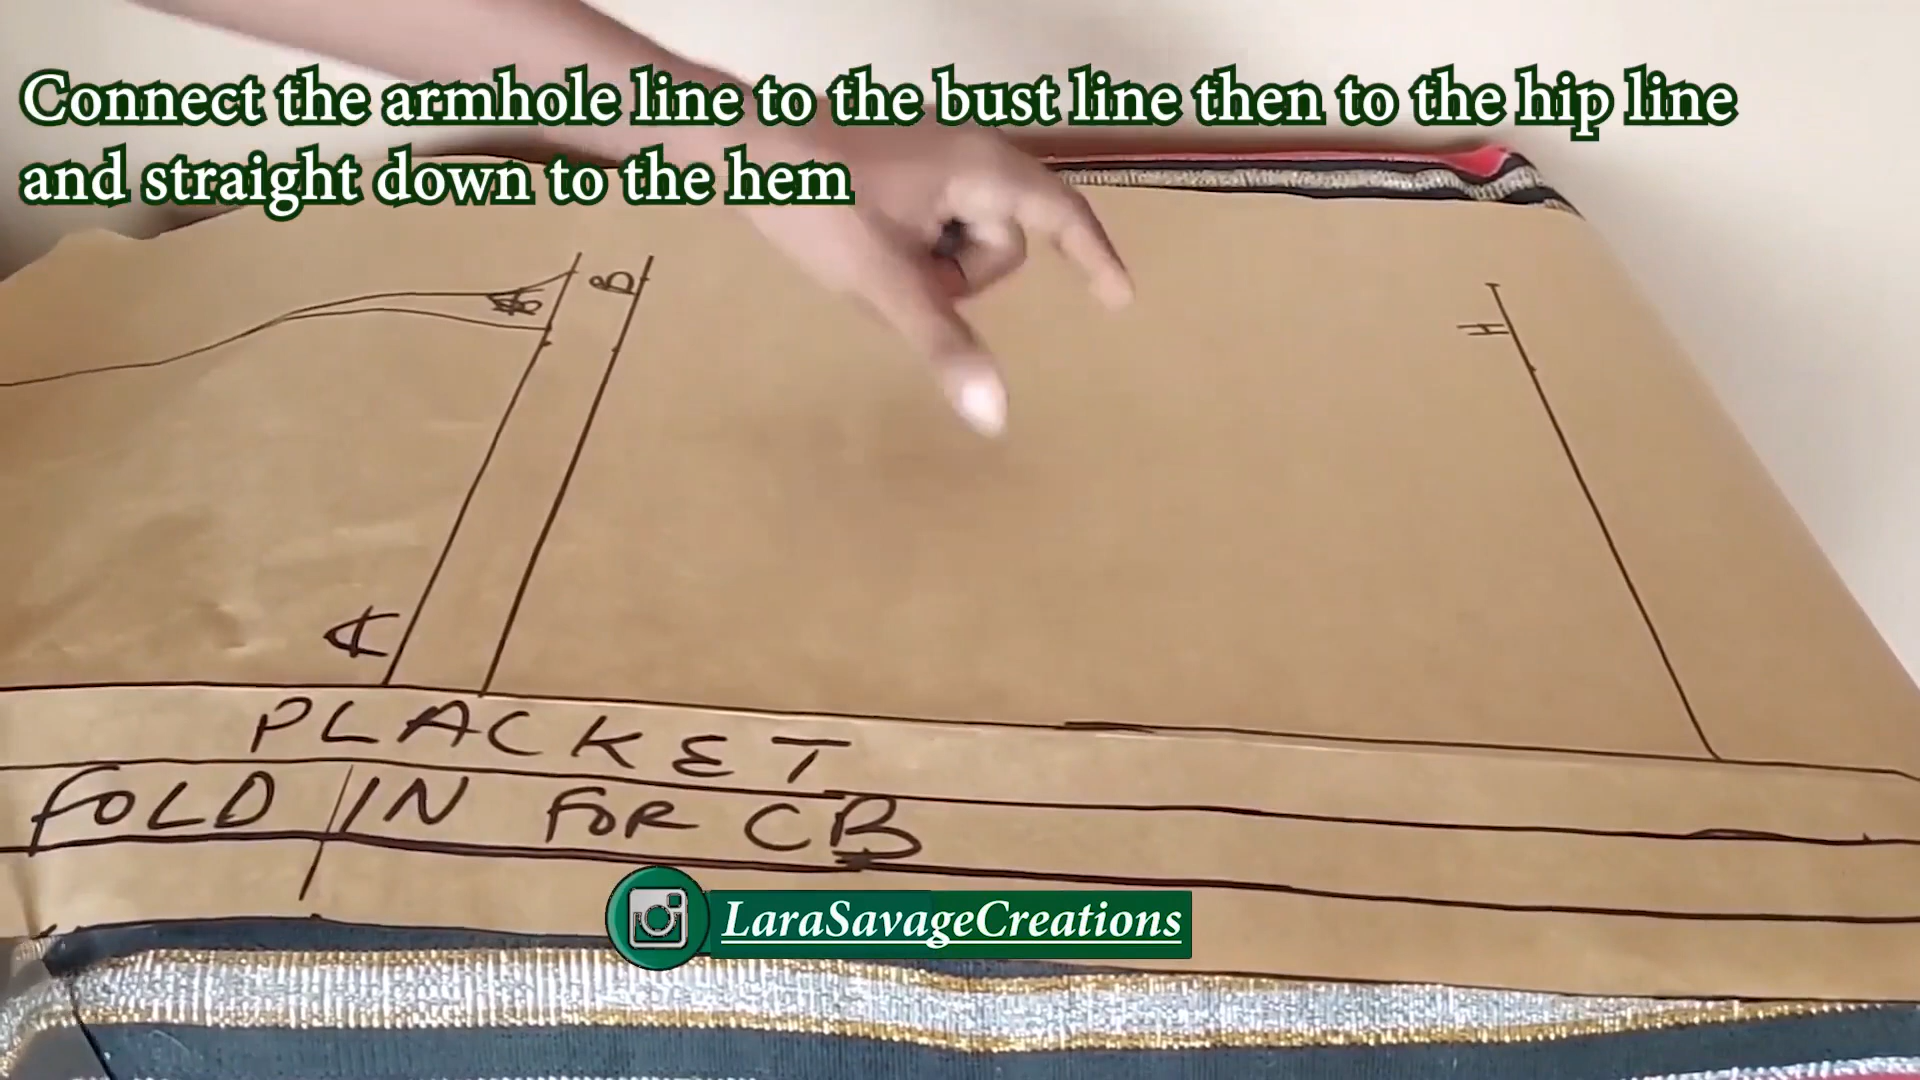 Connect the armhole line to the bust line then to the hip line
and straight down to the hem
B
H
A
PLACKET
FOLD IN FOR CB
LaraSavageCreations